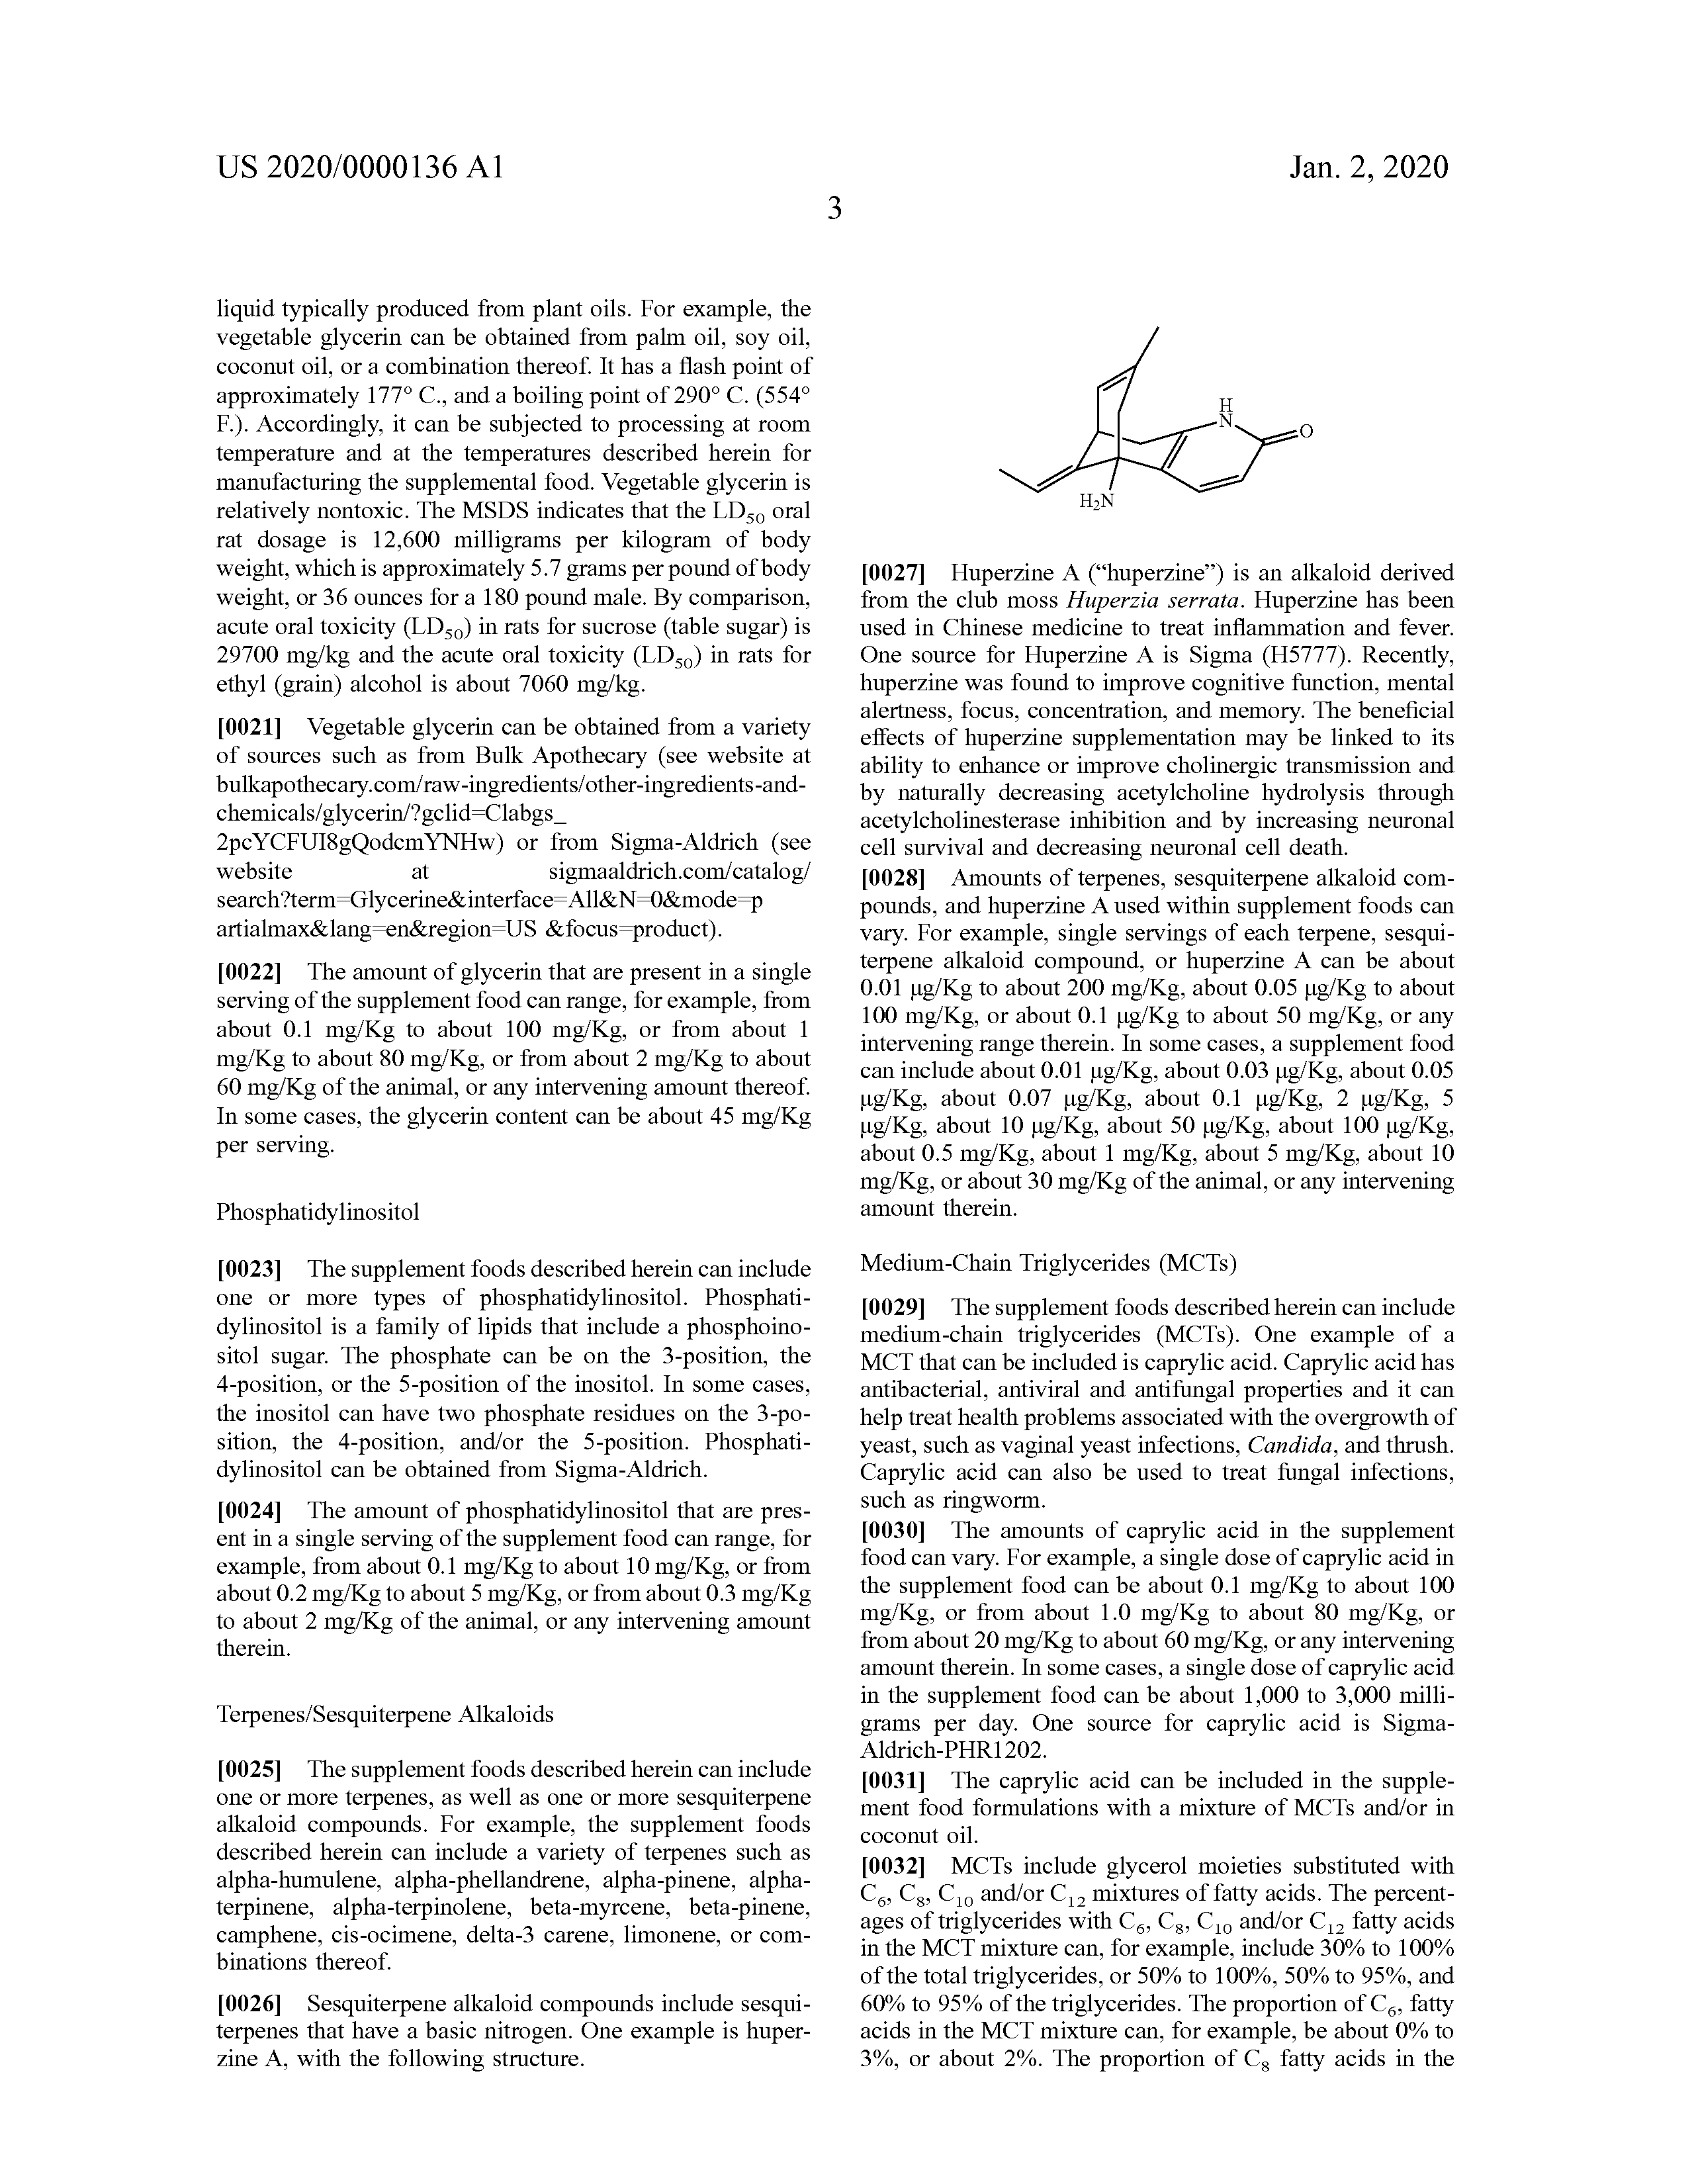 US 2020/0000136 A1
Jan. 2, 2020
3
liquid typically produced from plant oils. For example, the
vegetable glycerin can be obtained from palm oil, soy oil,
coconut oil, or a combination thereof. It has a flash point of
approximately 177° C., and a boiling point of 290° C. (554°
F.). Accordingly, it can be subjected to processing at room
temperature and at the temperatures described herein for
manufacturing the supplemental food. Vegetable glycerin is
relatively nontoxic. The MSDS indicates that the LD50 oral
rat dosage is 12,600 milligrams per kilogram of body
weight, which is approximately 5.7 grams per pound of body
weight, or 36 ounces for a 180 pound male. By comparison,
acute oral toxicity (LD50) in rats for sucrose (table sugar) is
29700 mg/kg and the acute oral toxicity (LD50) in rats for
ethyl (grain) alcohol is about 7060 mg/kg.
[0021] Vegetable glycerin can be obtained from a variety
of sources such as from Bulk Apothecary (see website at
bulkapothecary.com/raw-ingredients/other-ingredients-and-
chemicals/glycerin/?gclid=Clabgs_
2pcYCFUI8gQodcmYNHw) or from Sigma-Aldrich (see
website at sigmaaldrich.com/catalog/
search?term=Glycerine&interface=All&N=0&mode=p
artialmax&lang=en&region=US &focus=product).
[0022] The amount of glycerin that are present in a single
serving of the supplement food can range, for example, from
about 0.1 mg/Kg to about 100 mg/Kg, or from about 1
mg/Kg to about 80 mg/Kg, or from about 2 mg/Kg to about
60 mg/Kg of the animal, or any intervening amount thereof.
In some cases, the glycerin content can be about 45 mg/Kg
per serving.
Phosphatidylinositol
[0023] The supplement foods described herein can include
one or more types of phosphatidylinositol. Phosphati-
dylinositol is a family of lipids that include a phosphoino-
sitol sugar. The phosphate can be on the 3-position, the
4-position, or the 5-position of the inositol. In some cases,
the inositol can have two phosphate residues on the 3-po-
sition, the 4-position, and/or the 5-position. Phosphati-
dylinositol can be obtained from Sigma-Aldrich.
[0024] The amount of phosphatidylinositol that are pres-
ent in a single serving of the supplement food can range, for
example, from about 0.1 mg/Kg to about 10 mg/Kg, or from
about 0.2 mg/Kg to about 5 mg/Kg, or from about 0.3 mg/Kg
to about 2 mg/Kg of the animal, or any intervening amount
therein.
Terpenes/Sesquiterpene Alkaloids
[0025] The supplement foods described herein can include
one or more terpenes, as well as one or more sesquiterpene
alkaloid compounds. For example, the supplement foods
described herein can include a variety of terpenes such as
alpha-humulene, alpha-phellandrene, alpha-pinene, alpha-
terpinene, alpha-terpinolene, beta-myrcene, beta-pinene,
camphene, cis-ocimene, delta-3 carene, limonene, or com-
binations thereof.
[0026] Sesquiterpene alkaloid compounds include sesqui-
terpenes that have a basic nitrogen. One example is huper-
zine A, with the following structure.
H
N
O
H2N
[0027] Huperzine A (“huperzine”) is an alkaloid derived
from the club moss Huperzia serrata. Huperzine has been
used in Chinese medicine to treat inflammation and fever.
One source for Huperzine A is Sigma (H5777). Recently,
huperzine was found to improve cognitive function, mental
alertness, focus, concentration, and memory. The beneficial
effects of huperzine supplementation may be linked to its
ability to enhance or improve cholinergic transmission and
by naturally decreasing acetylcholine hydrolysis through
acetylcholinesterase inhibition and by increasing neuronal
cell survival and decreasing neuronal cell death.
[0028] Amounts of terpenes, sesquiterpene alkaloid com-
pounds, and huperzine A used within supplement foods can
vary. For example, single servings of each terpene, sesqui-
terpene alkaloid compound, or huperzine A can be about
0.01 μg/Kg to about 200 mg/Kg, about 0.05 μg/Kg to about
100 mg/Kg, or about 0.1 μg/Kg to about 50 mg/Kg, or any
intervening range therein. In some cases, a supplement food
can include about 0.01 μg/Kg, about 0.03 μg/Kg, about 0.05
μg/Kg, about 0.07 μg/Kg, about 0.1 μg/Kg, 2 μg/Kg, 5
μg/Kg, about 10 μg/Kg, about 50 μg/Kg, about 100 μg/Kg,
about 0.5 mg/Kg, about 1 mg/Kg, about 5 mg/Kg, about 10
mg/Kg, or about 30 mg/Kg of the animal, or any intervening
amount therein.
Medium-Chain Triglycerides (MCTs)
[0029] The supplement foods described herein can include
medium-chain triglycerides (MCTs). One example of a
MCT that can be included is caprylic acid. Caprylic acid has
antibacterial, antiviral and antifungal properties and it can
help treat health problems associated with the overgrowth of
yeast, such as vaginal yeast infections, Candida, and thrush.
Caprylic acid can also be used to treat fungal infections,
such as ringworm.
[0030] The amounts of caprylic acid in the supplement
food can vary. For example, a single dose of caprylic acid in
the supplement food can be about 0.1 mg/Kg to about 100
mg/Kg, or from about 1.0 mg/Kg to about 80 mg/Kg, or
from about 20 mg/Kg to about 60 mg/Kg, or any intervening
amount therein. In some cases, a single dose of caprylic acid
in the supplement food can be about 1,000 to 3,000 milli-
grams per day. One source for caprylic acid is Sigma-
Aldrich-PHR1202.
[0031] The caprylic acid can be included in the supple-
ment food formulations with a mixture of MCTs and/or in
coconut oil.
[0032] MCTs include glycerol moieties substituted with
C6, C8, C10 and/or C12 mixtures of fatty acids. The percent-
ages of triglycerides with C6, C8, C10 and/or C12 fatty acids
in the MCT mixture can, for example, include 30% to 100%
of the total triglycerides, or 50% to 100%, 50% to 95%, and
60% to 95% of the triglycerides. The proportion of C6, fatty
acids in the MCT mixture can, for example, be about 0% to
3%, or about 2%. The proportion of C8 fatty acids in the